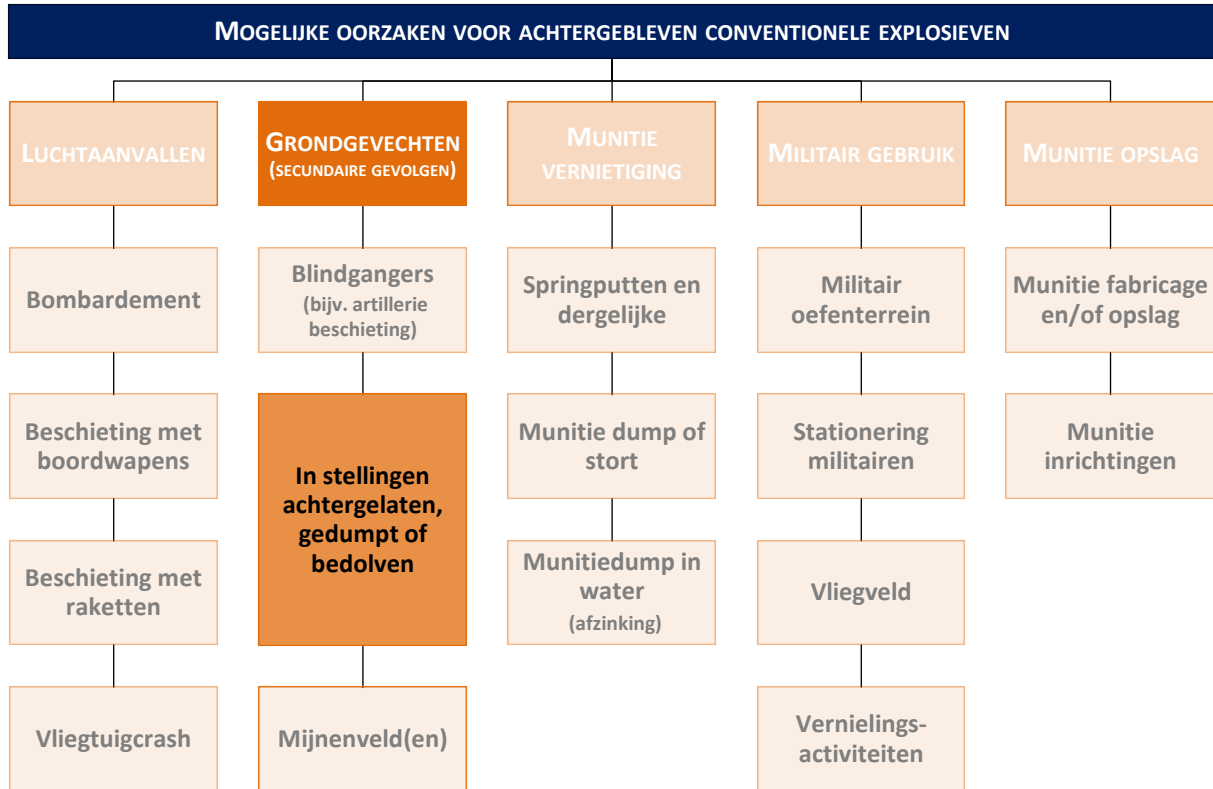 MOGELIJKE OORZAKEN VOOR ACHTERGEBLEVEN CONVENTIONELE EXPLOSIEVEN
LUCHTAANVALLEN
Bombardement
Beschieting met
boordwapens
Beschieting met
raketten
Vliegtuigcrash
GRONDGEVECHTEN
(SECUNDAIRE GEVOLGEN)
Blindgangers
(bijv. artillerie
beschieting)
In stellingen
achtergelaten,
gedumpt of
bedolven
Mijnenveld(en)
MUNITIE
VERNIETIGING
Springputten en
dergelijke
Munitie dump of
stort
Munitiedump in
water
(afzinking)
MILITAIR GEBRUIK
Militair
oefenterrein
Stationering
militairen
Vliegveld
Vernielings-
activiteiten
MUNITIE OPSLAG
Munitie fabricage
en/of opslag
Munitie
inrichtingen